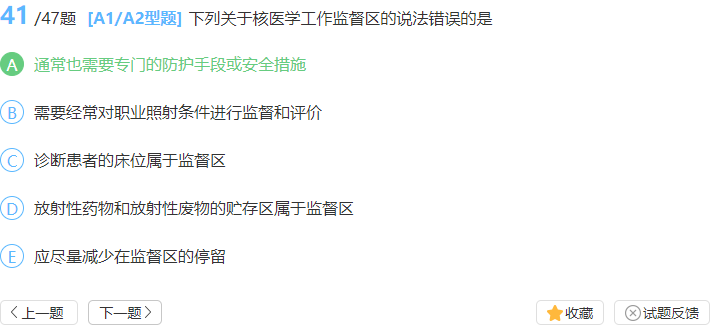 41 /47题 [A1/A2型题] 下列关于核医学工作监督区的说法错误的是
A 通常也需要专门的防护手段或安全措施
B 需要经常对职业照射条件进行监督和评价
C 诊断患者的床位属于监督区
D 放射性药物和放射性废物的贮存区属于监督区
E 应尽量减少在监督区的停留
上一题 下一题 收藏 试题反馈